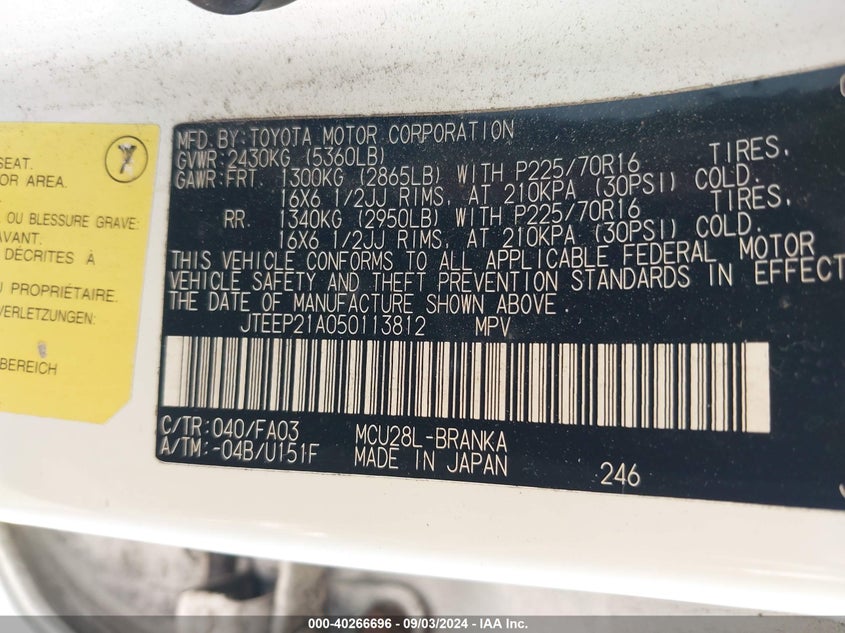 SEAT.
OR AREA.
OU BLESSURE GRAVE:
AVANT.
DÉCRITES À
U PROPRIÉTAIRE.
VERLETZUNGEN:
BEREICH
MFD. BY: TOYOTA MOTOR CORPORATION
GVWR: 2430KG (5360LB)
GAWR: FRT. 1300KG (2865LB) WITH P225/70R16 TIRES,
16X6 1/2JJ RIMS, AT 210KPA (30PSI) COLD.
RR. 1340KG (2950LB) WITH P225/70R16 TIRES,
16X6 1/2JJ RIMS, AT 210KPA (30PSI) COLD.
THIS VEHICLE CONFORMS TO ALL APPLICABLE FEDERAL MOTOR
VEHICLE SAFETY AND THEFT PREVENTION STANDARDS IN EFFECT
THE DATE OF MANUFACTURE SHOWN ABOVE
JTEEP21A050113812 MPV
C/TR: 040/FA03 MCU28L-BRANKA
A/TM: -04B/U151F MADE IN JAPAN 246
000-40266696 - 09/03/2024 - IAA Inc.